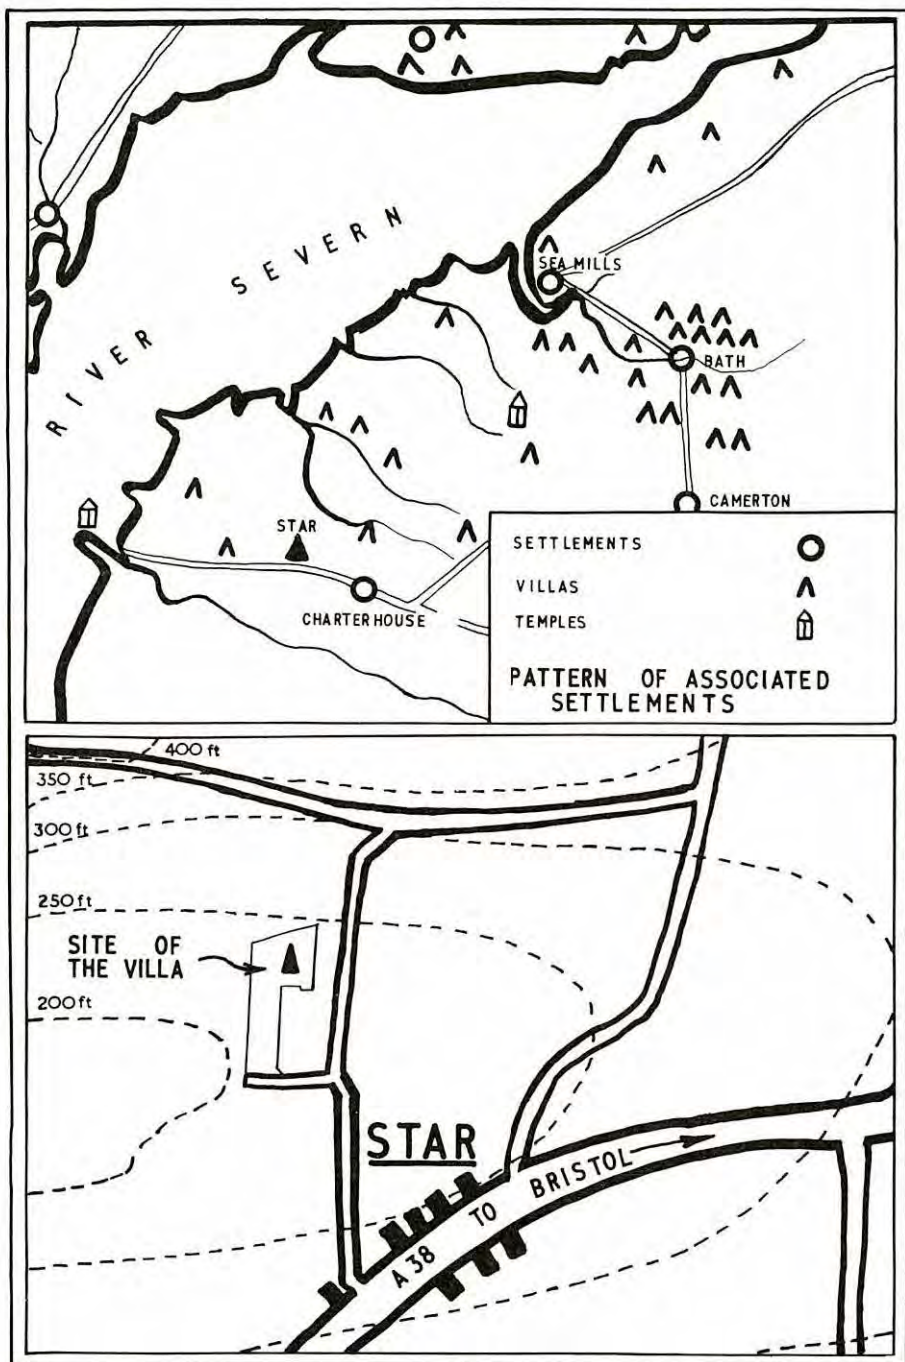 RIVER SEVERN
SEA MILLS
BATH
CAMERTON
STAR
CHARTERHOUSE
SETTLEMENTS
VILLAS
TEMPLES
PATTERN OF ASSOCIATED
SETTLEMENTS
400 ft
350 ft
300 ft
250 ft
SITE OF
THE VILLA
200 ft
STAR
A 38 TO BRISTOL